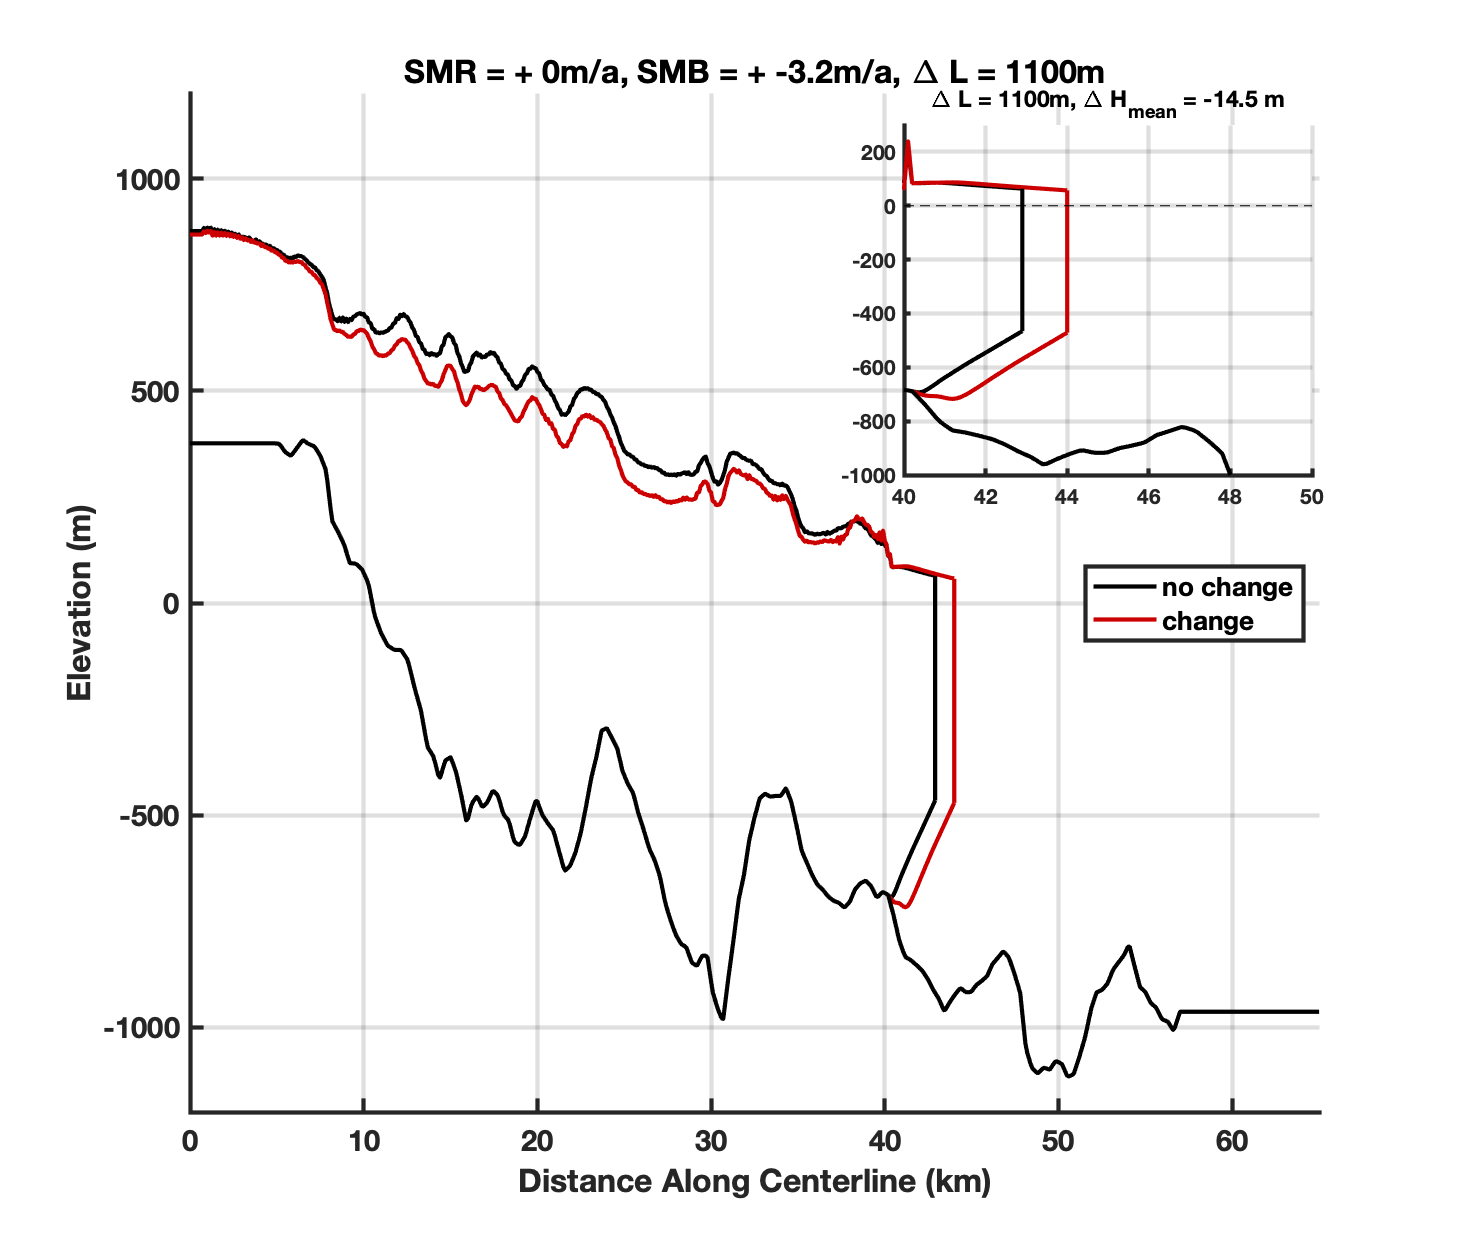 SMR = + 0m/a, SMB = + -3.2m/a, Δ L = 1100m
Δ L = 1100m, Δ H_mean = -14.5 m
200
0
-200
-400
-600
-800
-1000
40 42 44 46 48 50
1000
500
0
-500
-1000
Elevation (m)
no change
change
0 10 20 30 40 50 60
Distance Along Centerline (km)